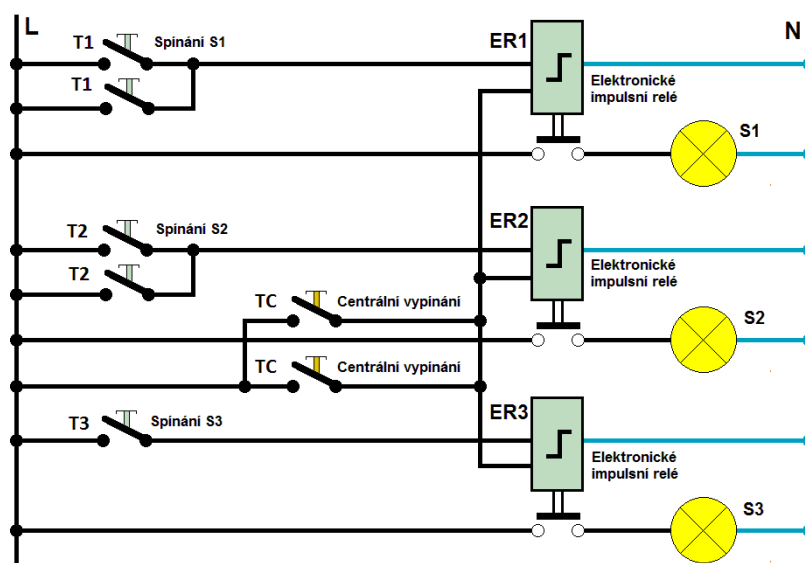 L
N
T1
Spínání S1
ER1
T1
Elektronické
impulsní relé
S1
T2
Spínání S2
ER2
T2
Elektronické
impulsní relé
TC
Centrální vypínání
S2
TC
Centrální vypínání
T3
Spínání S3
ER3
Elektronické
impulsní relé
S3